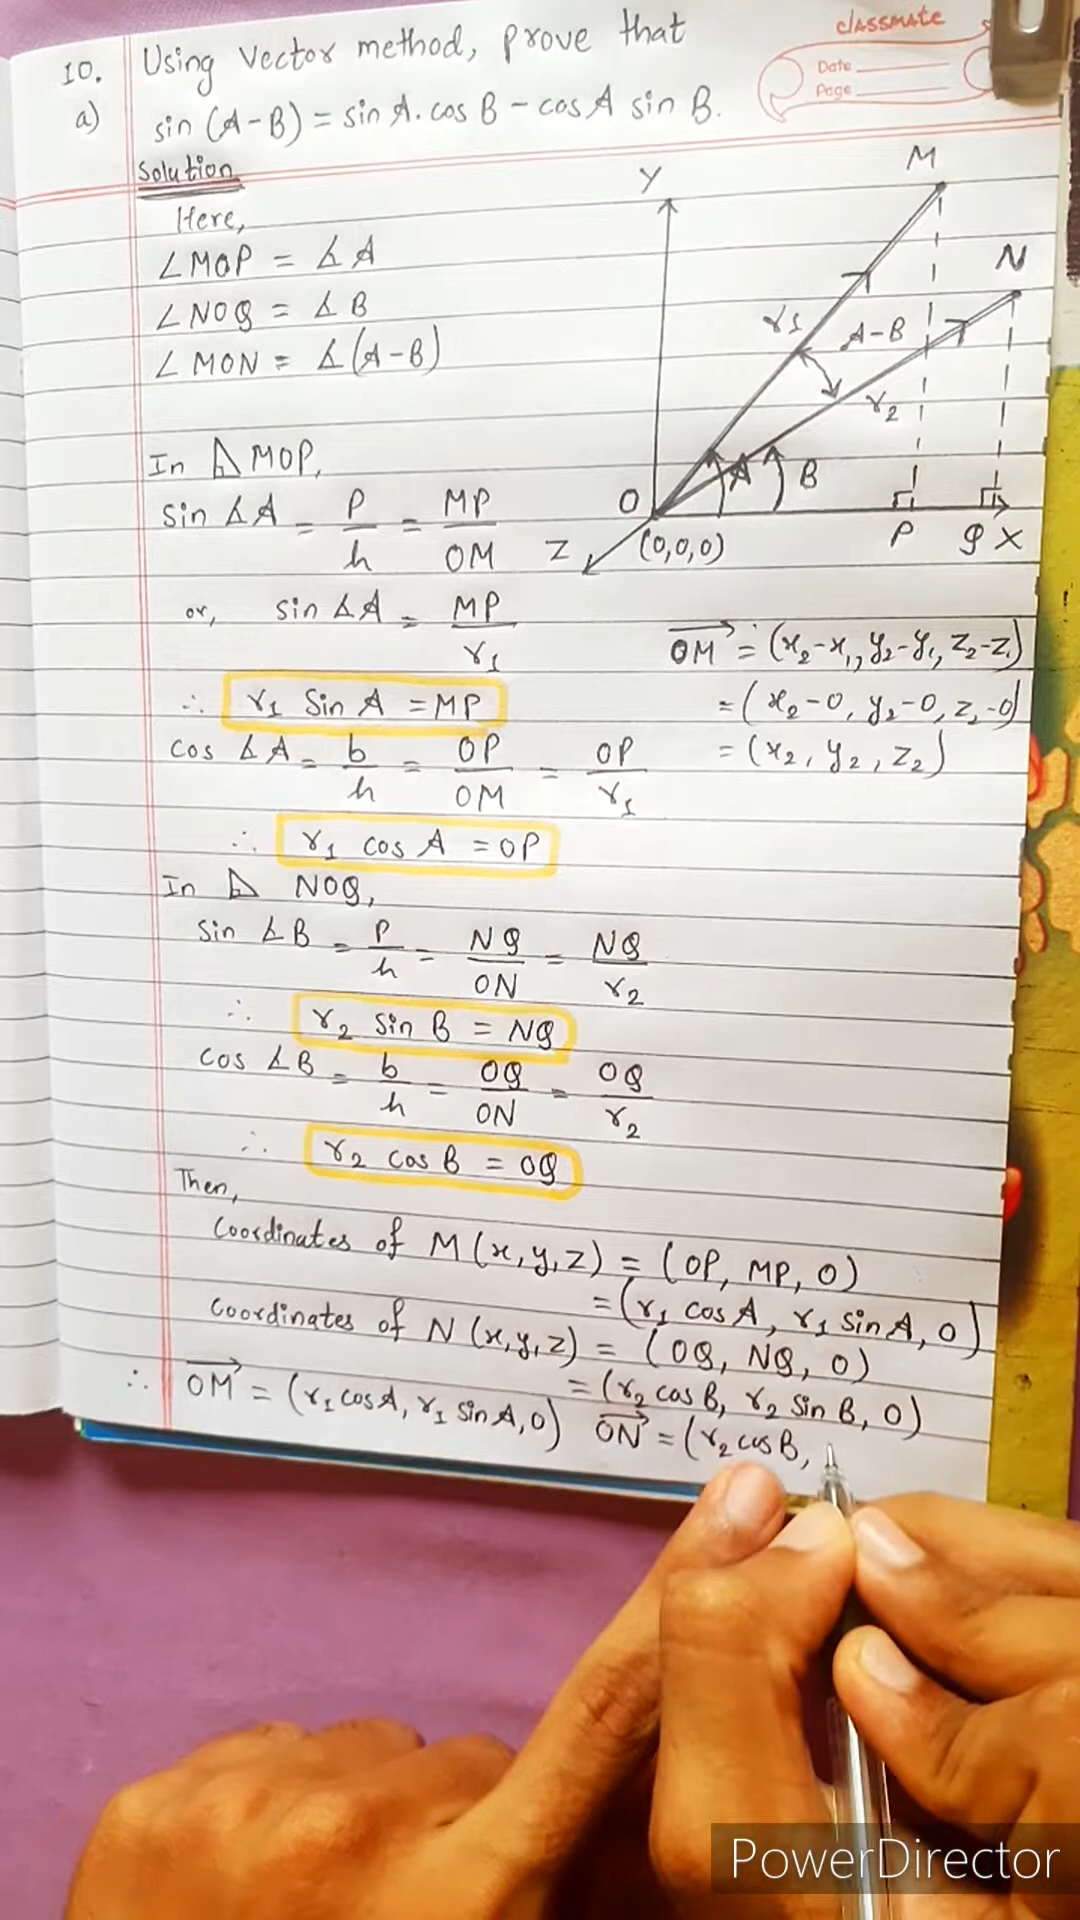 classmate
Date
Page
10. Using Vector method, prove that
a) sin (A-B) = sin A. cos B - cos A sin B.
Solution
Here,
∠MOP = ∡A
∠NOQ = ∡B
∠MON = ∡(A-B)
Y
M
N
r1
A-B
r2
A
B
O
P
Q X
Z
(0,0,0)
In ⊿ MOP,
sin ∡A = P/h = MP/OM
or, sin ∡A = MP/r1
∴ r1 Sin A = MP
OM→ = (x2-x1, y2-y1, z2-z1)
= (x2-0, y2-0, z2-0)
= (x2, y2, z2)
cos ∡A = b/h = OP/OM = OP/r1
∴ r1 cos A = OP
In ⊿ NOQ,
sin ∡B = P/h = NQ/ON = NQ/r2
∴ r2 sin B = NQ
cos ∡B = b/h = OQ/ON = OQ/r2
∴ r2 cos B = OQ
Then,
Coordinates of M (x, y, z) = (OP, MP, 0)
= (r1 cos A, r1 sin A, 0)
Coordinates of N (x, y, z) = (OQ, NQ, 0)
= (r2 cos B, r2 sin B, 0)
∴ OM→ = (r1 cos A, r1 sin A, 0) ON→ = (r2 cos B,
PowerDirector